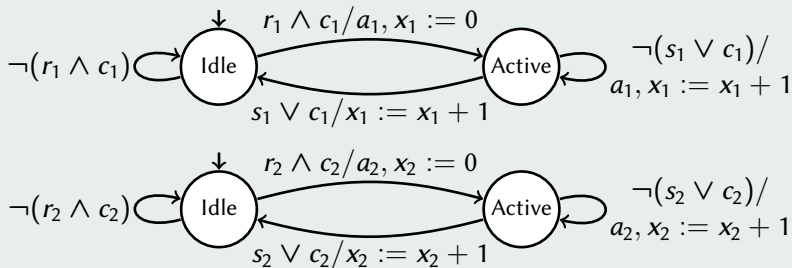 r₁ ∧ c₁/a₁, x₁ := 0
¬(r₁ ∧ c₁) Idle Active ¬(s₁ ∨ c₁)/
a₁, x₁ := x₁ + 1
s₁ ∨ c₁/x₁ := x₁ + 1
r₂ ∧ c₂/a₂, x₂ := 0
¬(r₂ ∧ c₂) Idle Active ¬(s₂ ∨ c₂)/
a₂, x₂ := x₂ + 1
s₂ ∨ c₂/x₂ := x₂ + 1